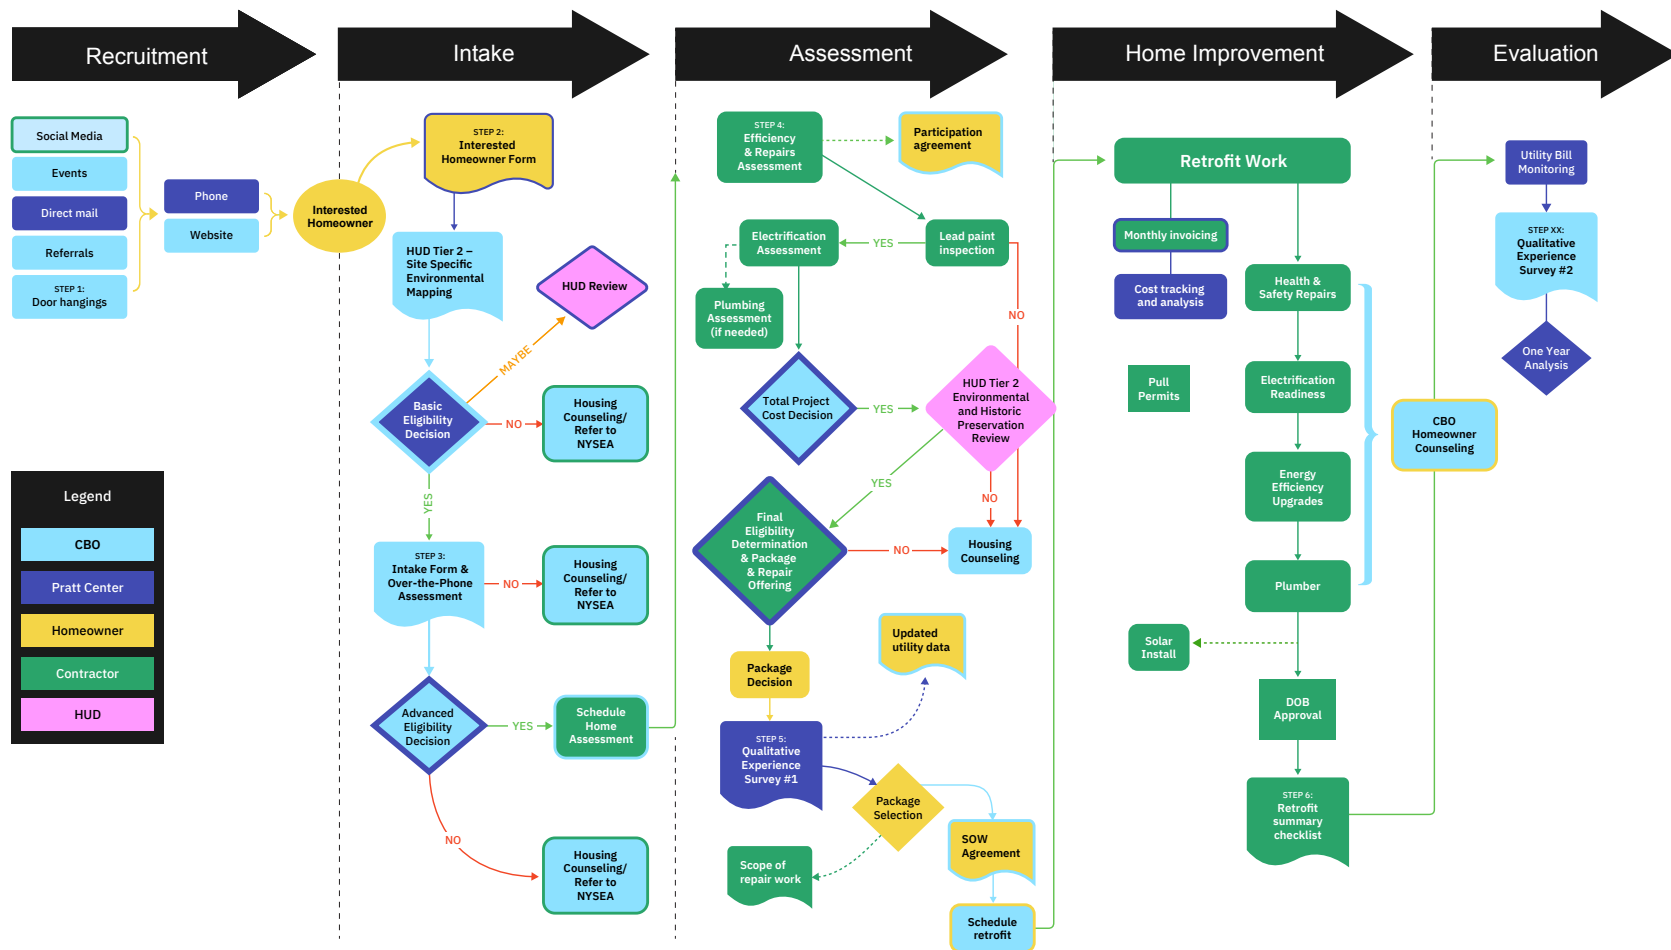 Recruitment
Intake
Assessment
Home Improvement
Evaluation
Social Media
Events
Direct mail
Referrals
STEP 1:
Door hangings
Phone
Website
Interested
Homeowner
Legend
CBO
Pratt Center
Homeowner
Contractor
HUD
STEP 2:
Interested
Homeowner Form
HUD Tier 2 –
Site Specific
Environmental
Mapping
HUD Review
MAYBE
Basic
Eligibility
Decision
NO
Housing
Counseling/
Refer to
NYSEA
YES
STEP 3:
Intake Form &
Over-the-Phone
Assessment
NO
Housing
Counseling/
Refer to
NYSEA
Advanced
Eligibility
Decision
YES
Schedule
Home
Assessment
NO
Housing
Counseling/
Refer to
NYSEA
STEP 4:
Efficiency
& Repairs
Assessment
Participation
agreement
Electrification
Assessment
YES
Lead paint
inspection
Plumbing
Assessment
(if needed)
NO
Total Project
Cost Decision
YES
HUD Tier 2
Environmental
and Historic
Preservation
Review
YES
NO
Final
Eligibility
Determination
& Package
& Repair
Offering
NO
Housing
Counseling
Package
Decision
Updated
utility data
STEP 5:
Qualitative
Experience
Survey #1
Package
Selection
SOW
Agreement
Scope of
repair work
Schedule
retrofit
Retrofit Work
Monthly invoicing
Cost tracking
and analysis
Health &
Safety Repairs
Pull
Permits
Electrification
Readiness
Energy
Efficiency
Upgrades
Plumber
Solar
Install
DOB
Approval
STEP 6:
Retrofit
summary
checklist
CBO
Homeowner
Counseling
Utility Bill
Monitoring
STEP XX:
Qualitative
Experience
Survey #2
One Year
Analysis